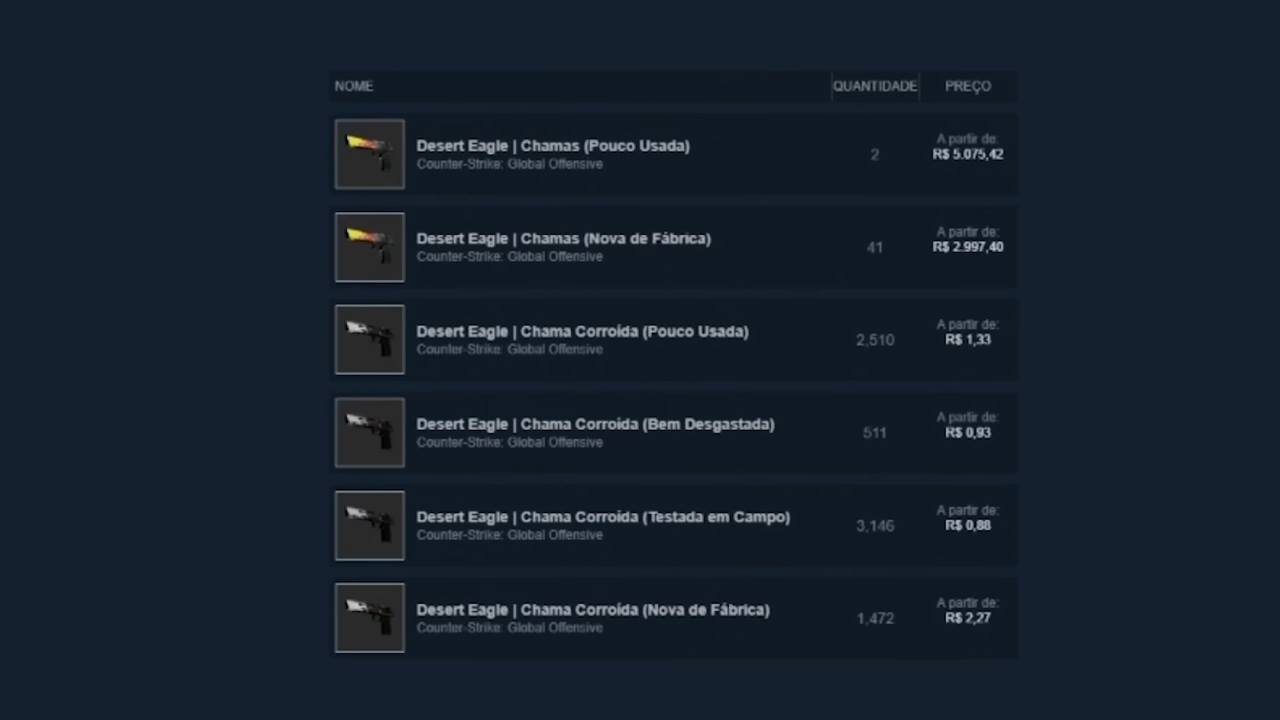 NOME QUANTIDADE PREÇO
Desert Eagle | Chamas (Pouco Usada)
Counter-Strike: Global Offensive
2
A partir de:
R$ 5.075,42
Desert Eagle | Chamas (Nova de Fábrica)
Counter-Strike: Global Offensive
41
A partir de:
R$ 2.997,40
Desert Eagle | Chama Corroída (Pouco Usada)
Counter-Strike: Global Offensive
2,510
A partir de:
R$ 1,33
Desert Eagle | Chama Corroída (Bem Desgastada)
Counter-Strike: Global Offensive
511
A partir de:
R$ 0,93
Desert Eagle | Chama Corroída (Testada em Campo)
Counter-Strike: Global Offensive
3,146
A partir de:
R$ 0,88
Desert Eagle | Chama Corroída (Nova de Fábrica)
Counter-Strike: Global Offensive
1,472
A partir de:
R$ 2,27